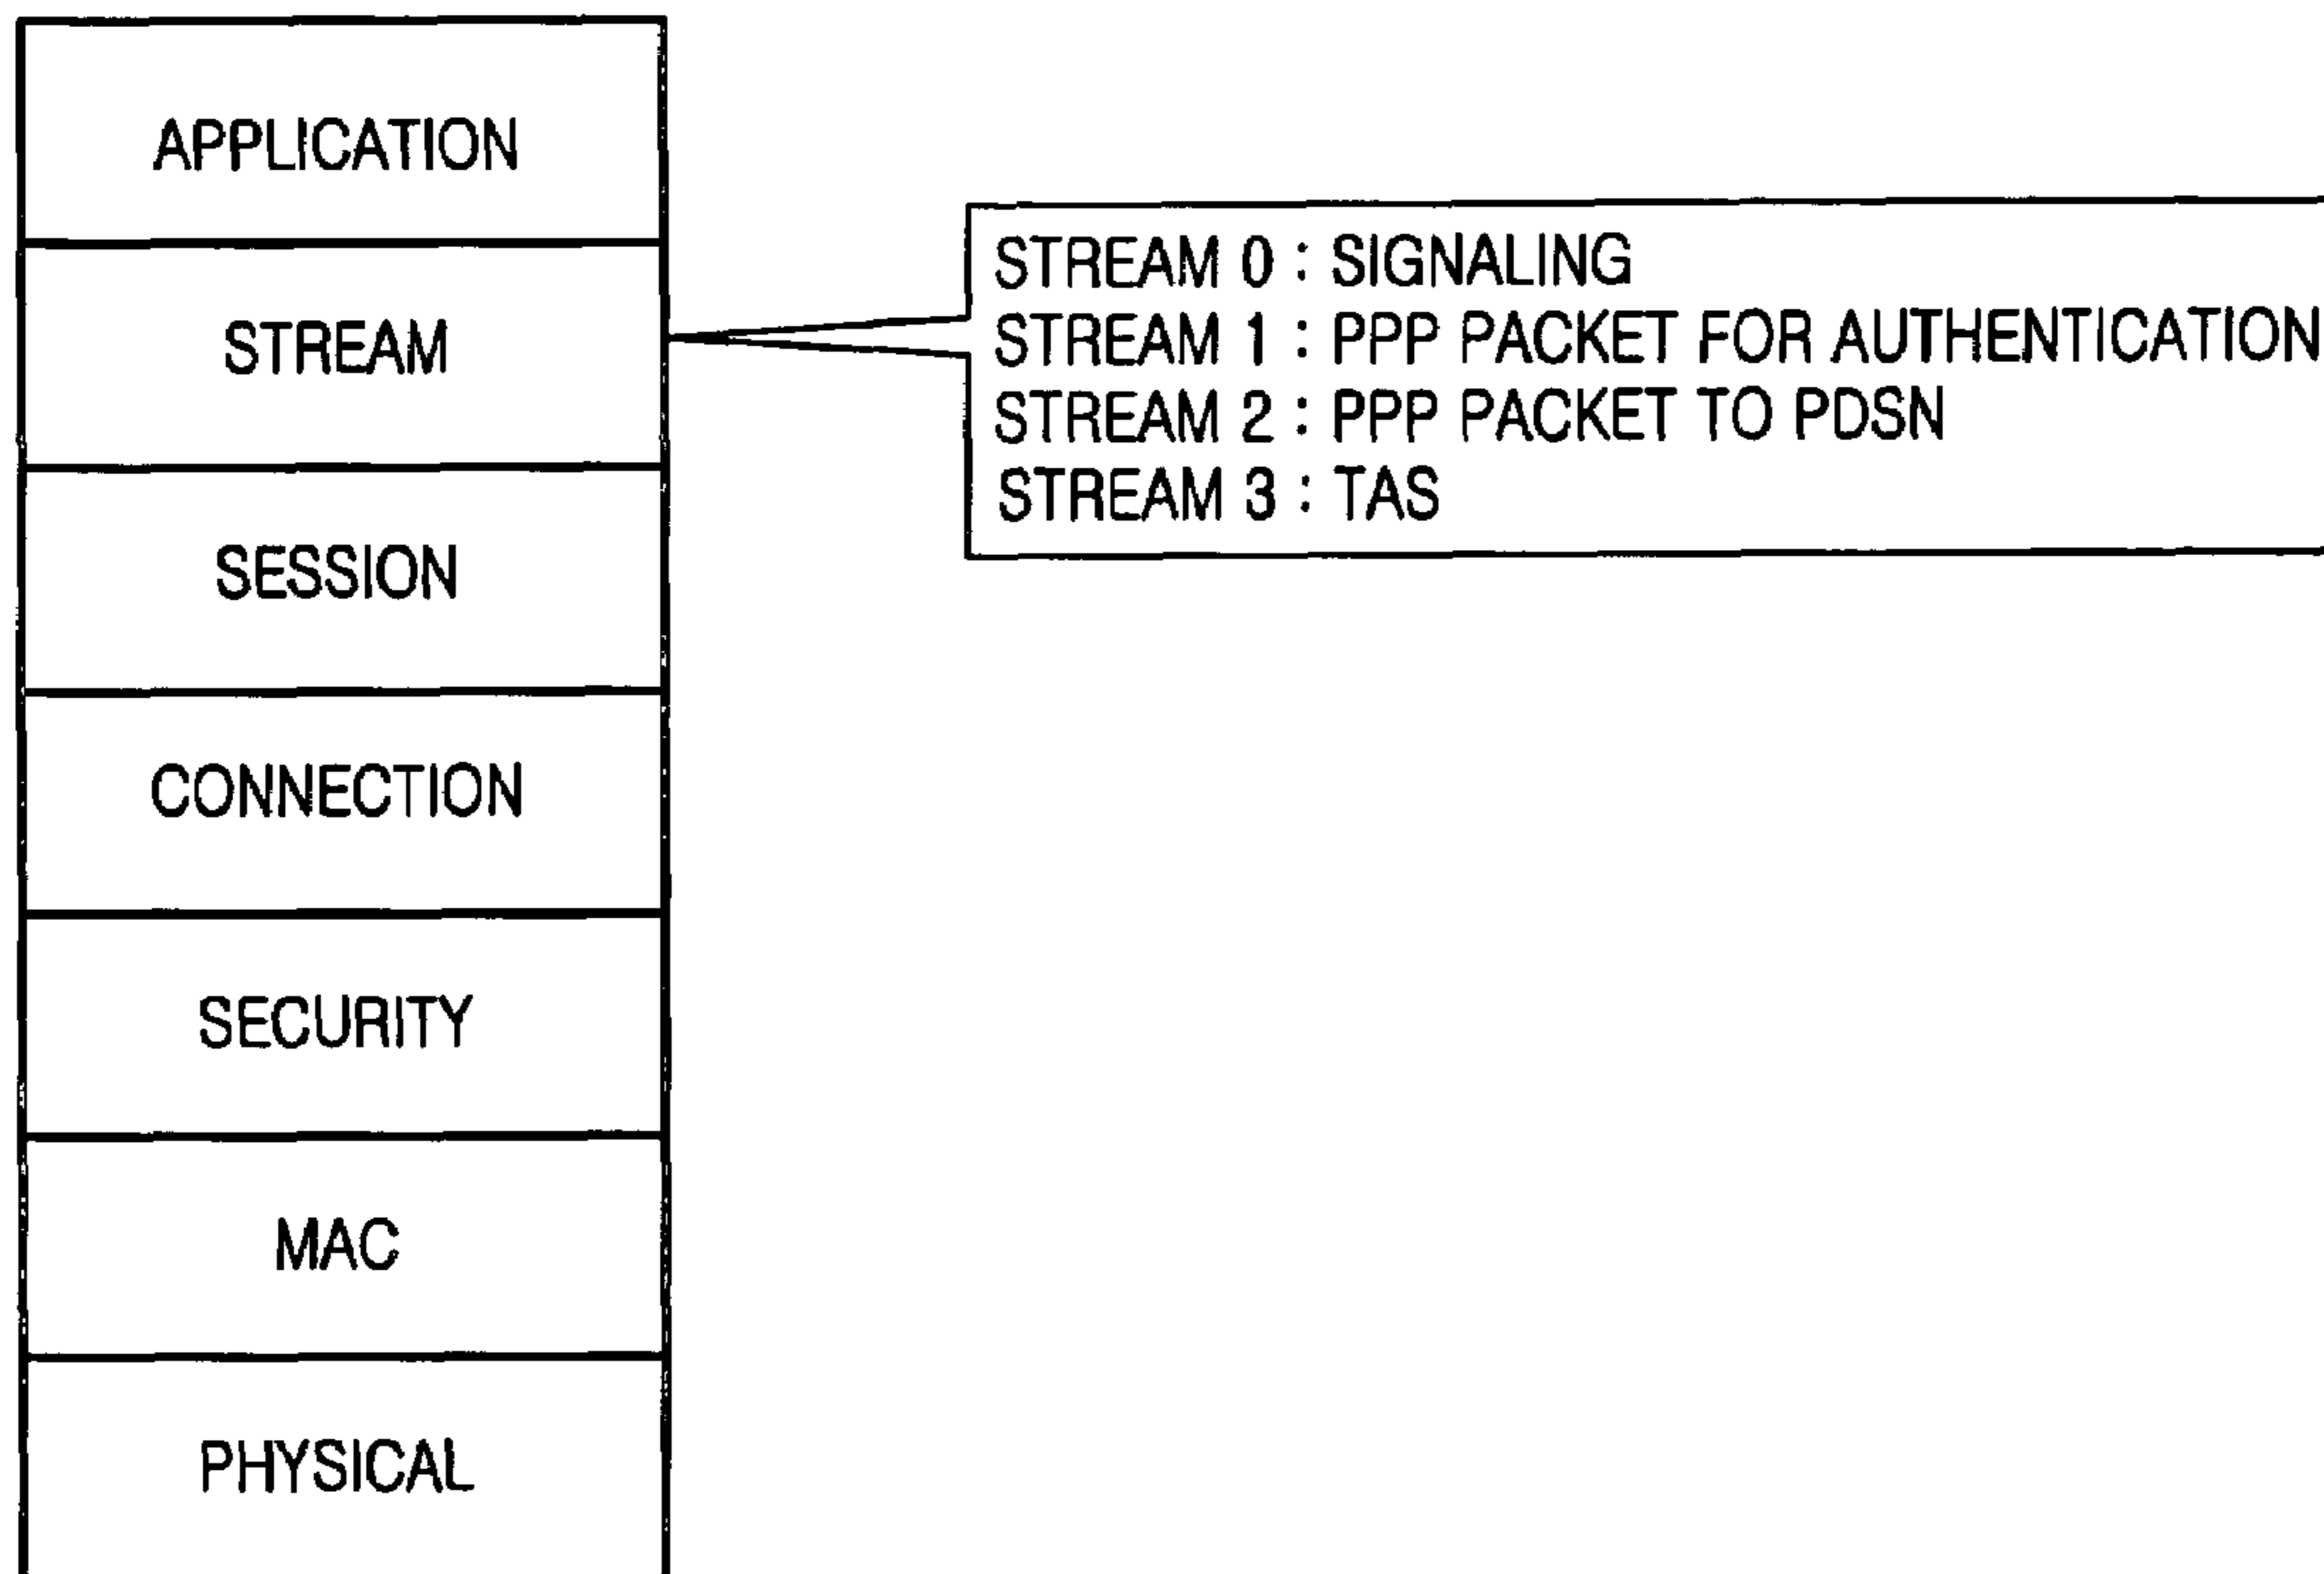 APPLICATION
STREAM
STREAM 0 : SIGNALING
STREAM 1 : PPP PACKET FOR AUTHENTICATION
STREAM 2 : PPP PACKET TO PDSN
STREAM 3 : TAS
SESSION
CONNECTION
SECURITY
MAC
PHYSICAL